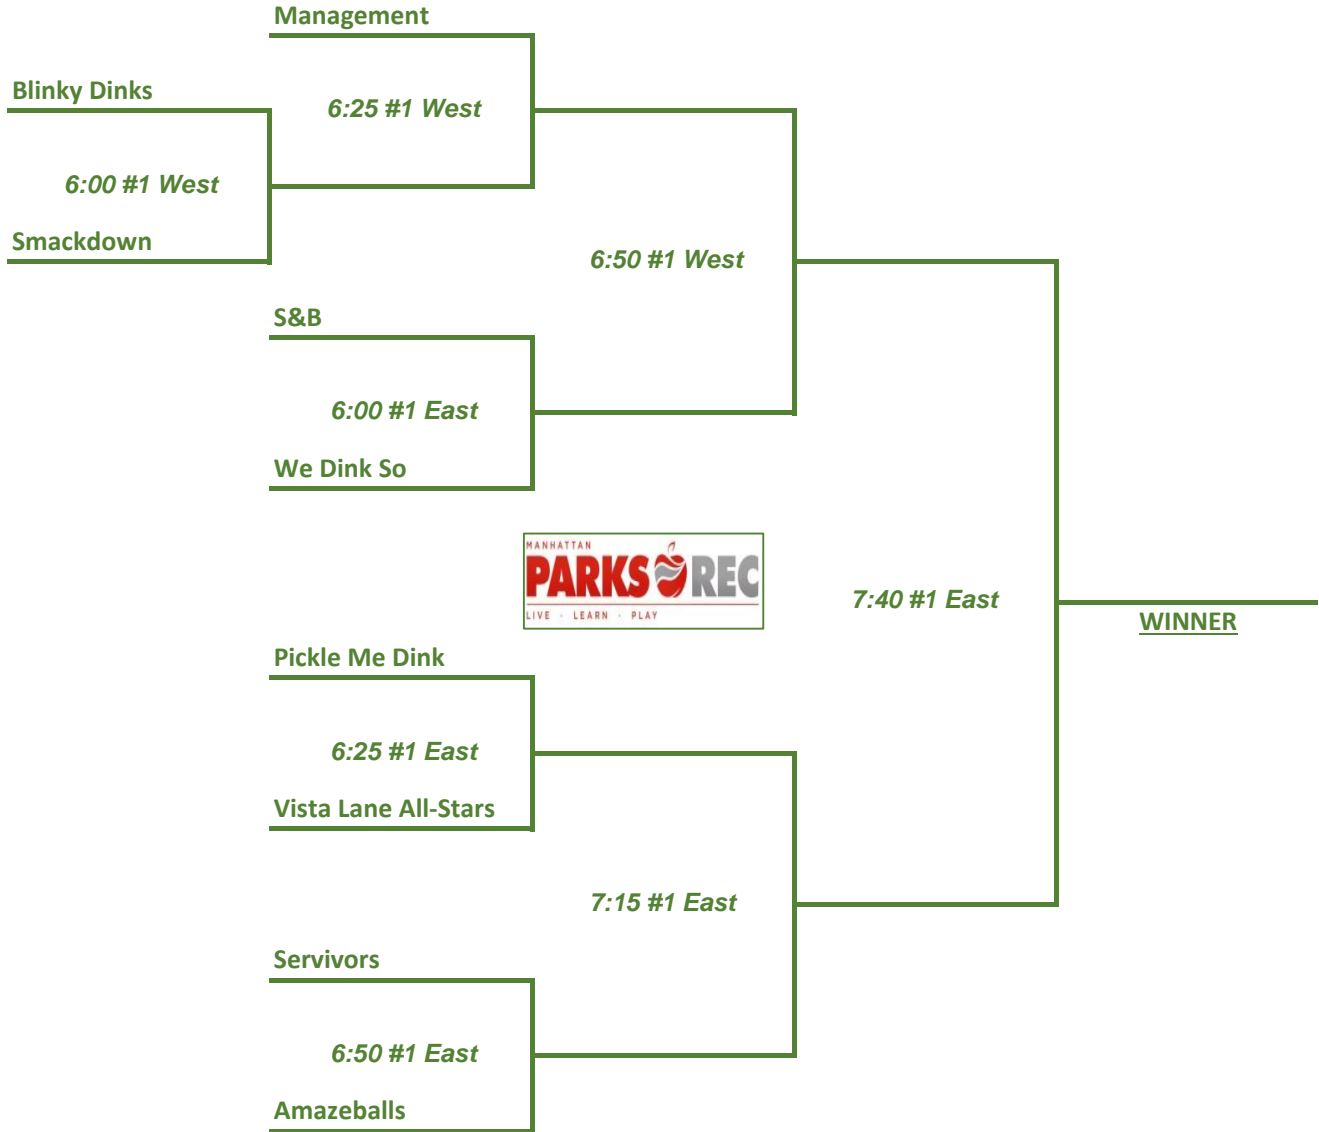 Management
Blinky Dinks
6:25 #1 West
6:00 #1 West
Smackdown
6:50 #1 West
S&B
6:00 #1 East
We Dink So
MANHATTAN
PARKS REC
LIVE · LEARN · PLAY
7:40 #1 East
WINNER
Pickle Me Dink
6:25 #1 East
Vista Lane All-Stars
7:15 #1 East
Servivors
6:50 #1 East
Amazeballs